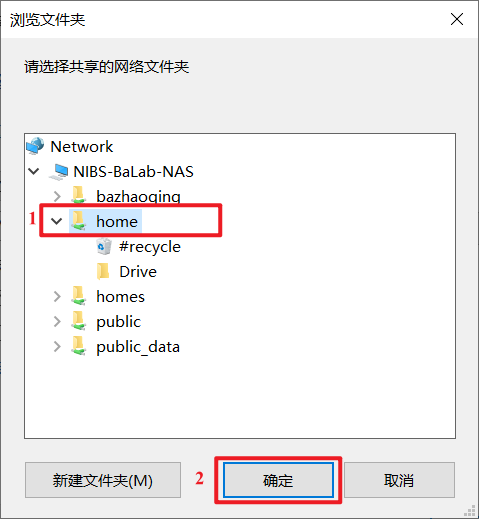 浏览文件夹
请选择共享的网络文件夹
Network
NIBS-BaLab-NAS
bazhaoqing
1 home
#recycle
Drive
homes
public
public_data
新建文件夹(M) 2 确定 取消